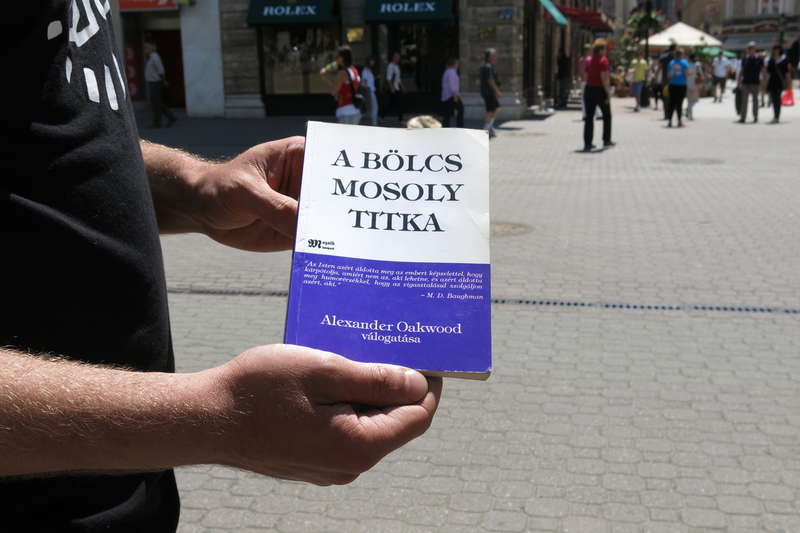 ROLEX
ROLEX
A BÖLCS
MOSOLY
TITKA
"Az Isten azért áldotta meg az embert képzelettel, hogy
kárpótolja, amiért nem az, aki lehetne, és azért áldotta
meg humorérzékkel, hogy az vigasztalásul szolgáljon
azért, aki."
– M. D. Baughman
Alexander Oakwood
válogatása